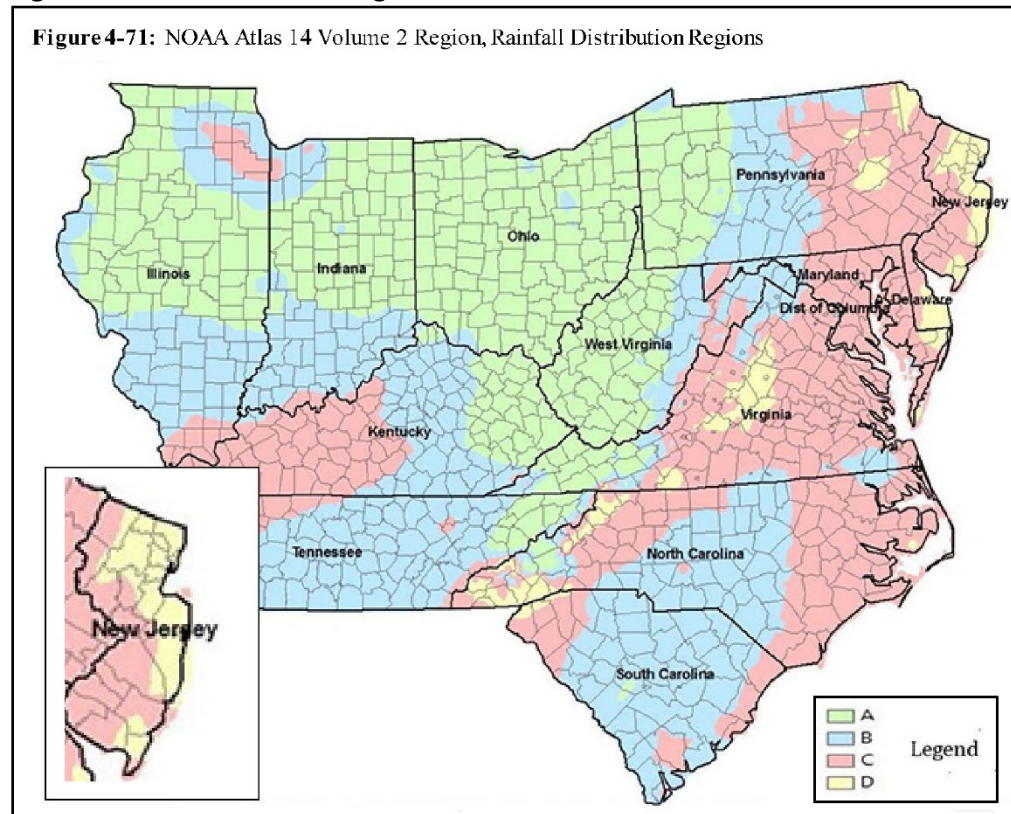 Figure 4-71: NOAA Atlas 14 Volume 2 Region, Rainfall Distribution Regions
Pennsylvania
New Jersey
Ohio
Illinois
Indiana
Maryland
Delaware
Dist of Columbia
West Virginia
Virginia
Kentucky
Tennessee
North Carolina
South Carolina
New Jersey
A
B
C
D
Legend